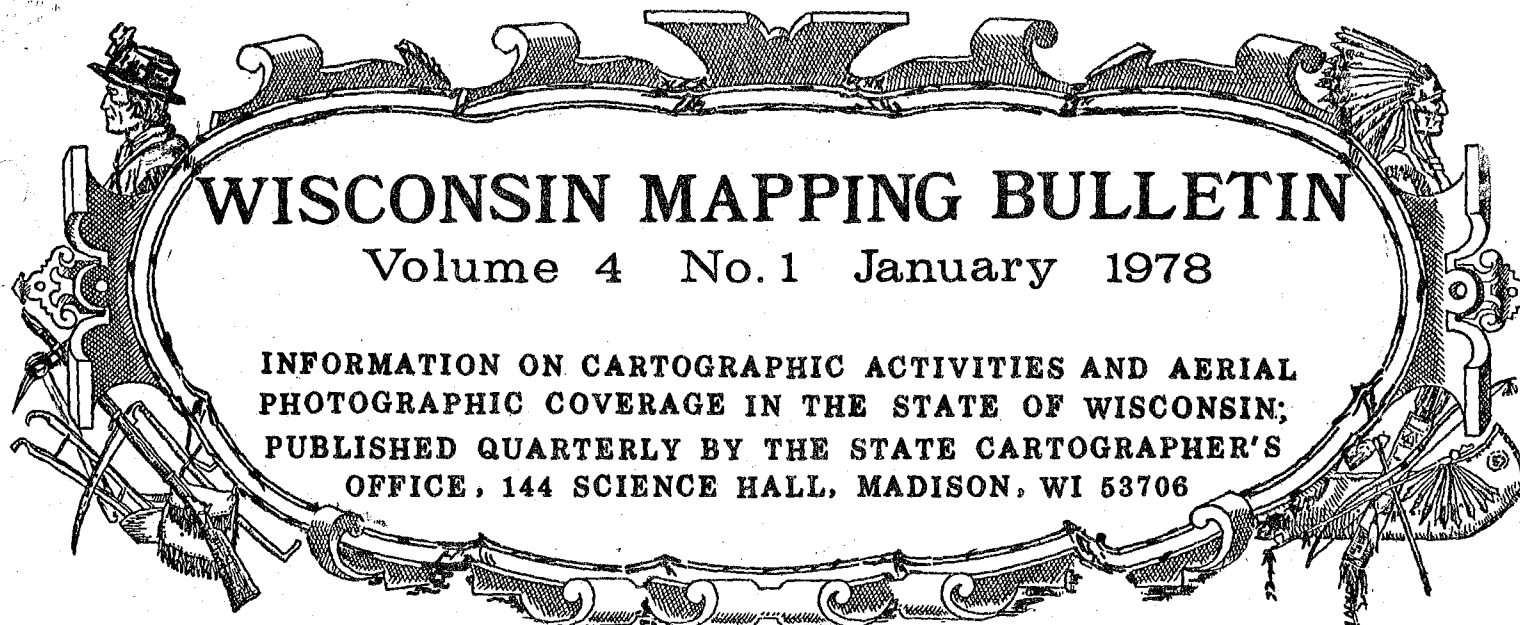 WISCONSIN MAPPING BULLETIN
Volume 4 No. 1 January 1978
INFORMATION ON CARTOGRAPHIC ACTIVITIES AND AERIAL
PHOTOGRAPHIC COVERAGE IN THE STATE OF WISCONSIN;
PUBLISHED QUARTERLY BY THE STATE CARTOGRAPHER'S
OFFICE, 144 SCIENCE HALL, MADISON, WI 53706